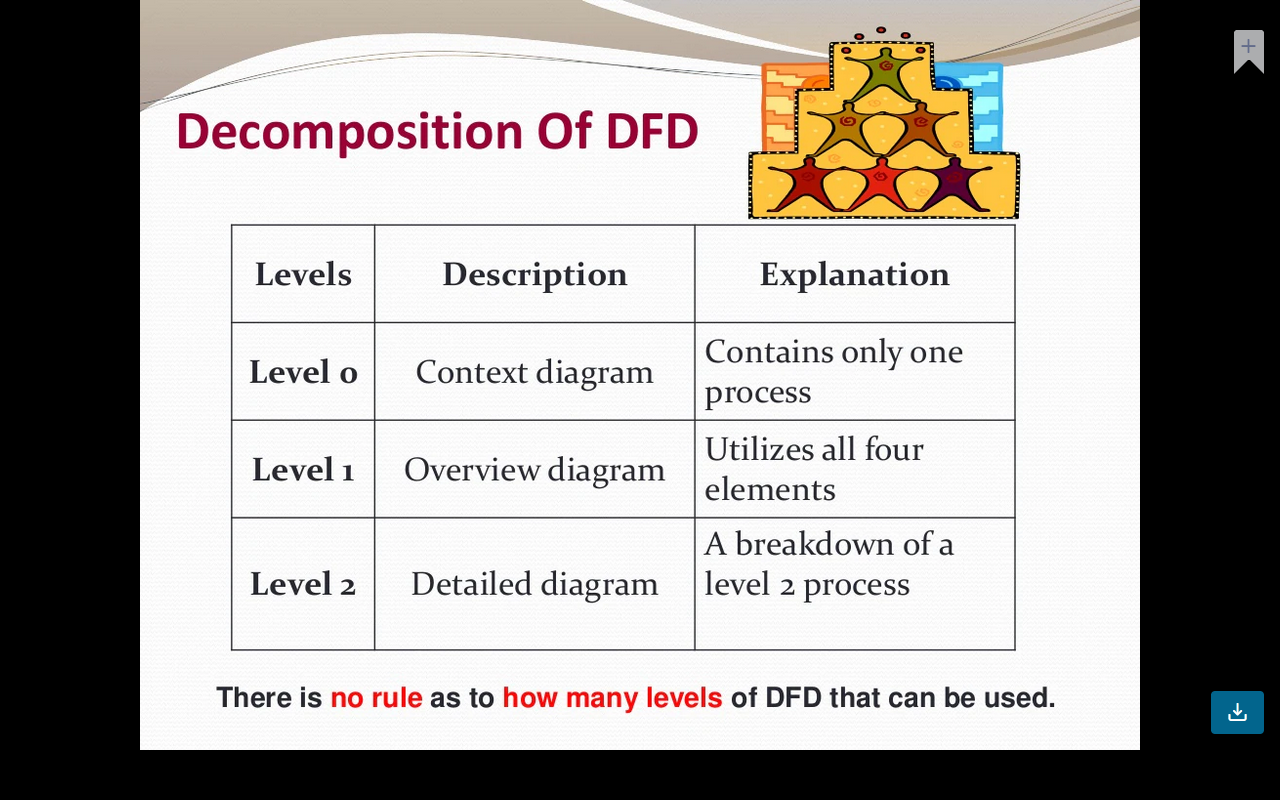 Decomposition Of DFD
Levels Description Explanation
Level 0 Context diagram Contains only one
process
Level 1 Overview diagram Utilizes all four
elements
Level 2 Detailed diagram A breakdown of a
level 2 process
There is no rule as to how many levels of DFD that can be used.